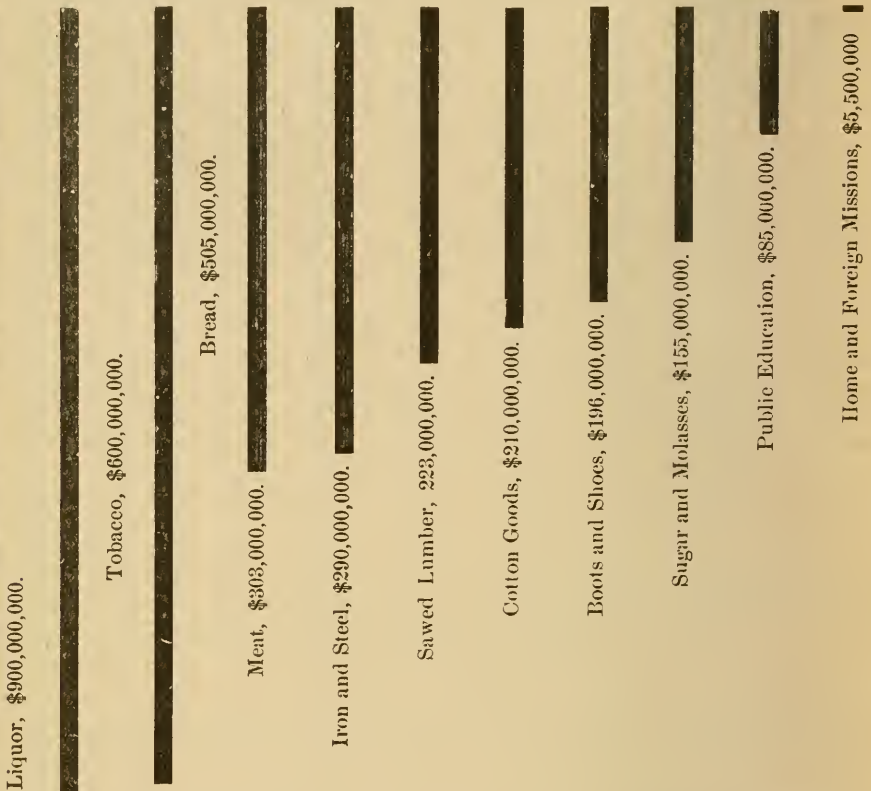 Liquor, $900,000,000.
Tobacco, $600,000,000.
Bread, $505,000,000.
Meat, $303,000,000.
Iron and Steel, $290,000,000.
Sawed Lumber, 223,000,000.
Cotton Goods, $210,000,000.
Boots and Shoes, $196,000,000.
Sugar and Molasses, $155,000,000.
Public Education, $85,000,000.
Home and Foreign Missions, $5,500,000